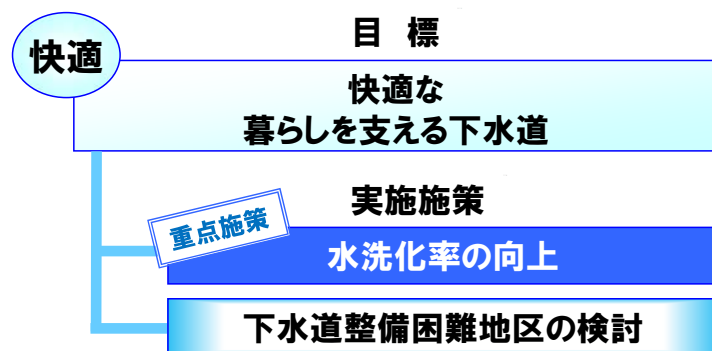 目 標
快適
快適な
暮らしを支える下水道
実施施策
重点施策
水洗化率の向上
下水道整備困難地区の検討